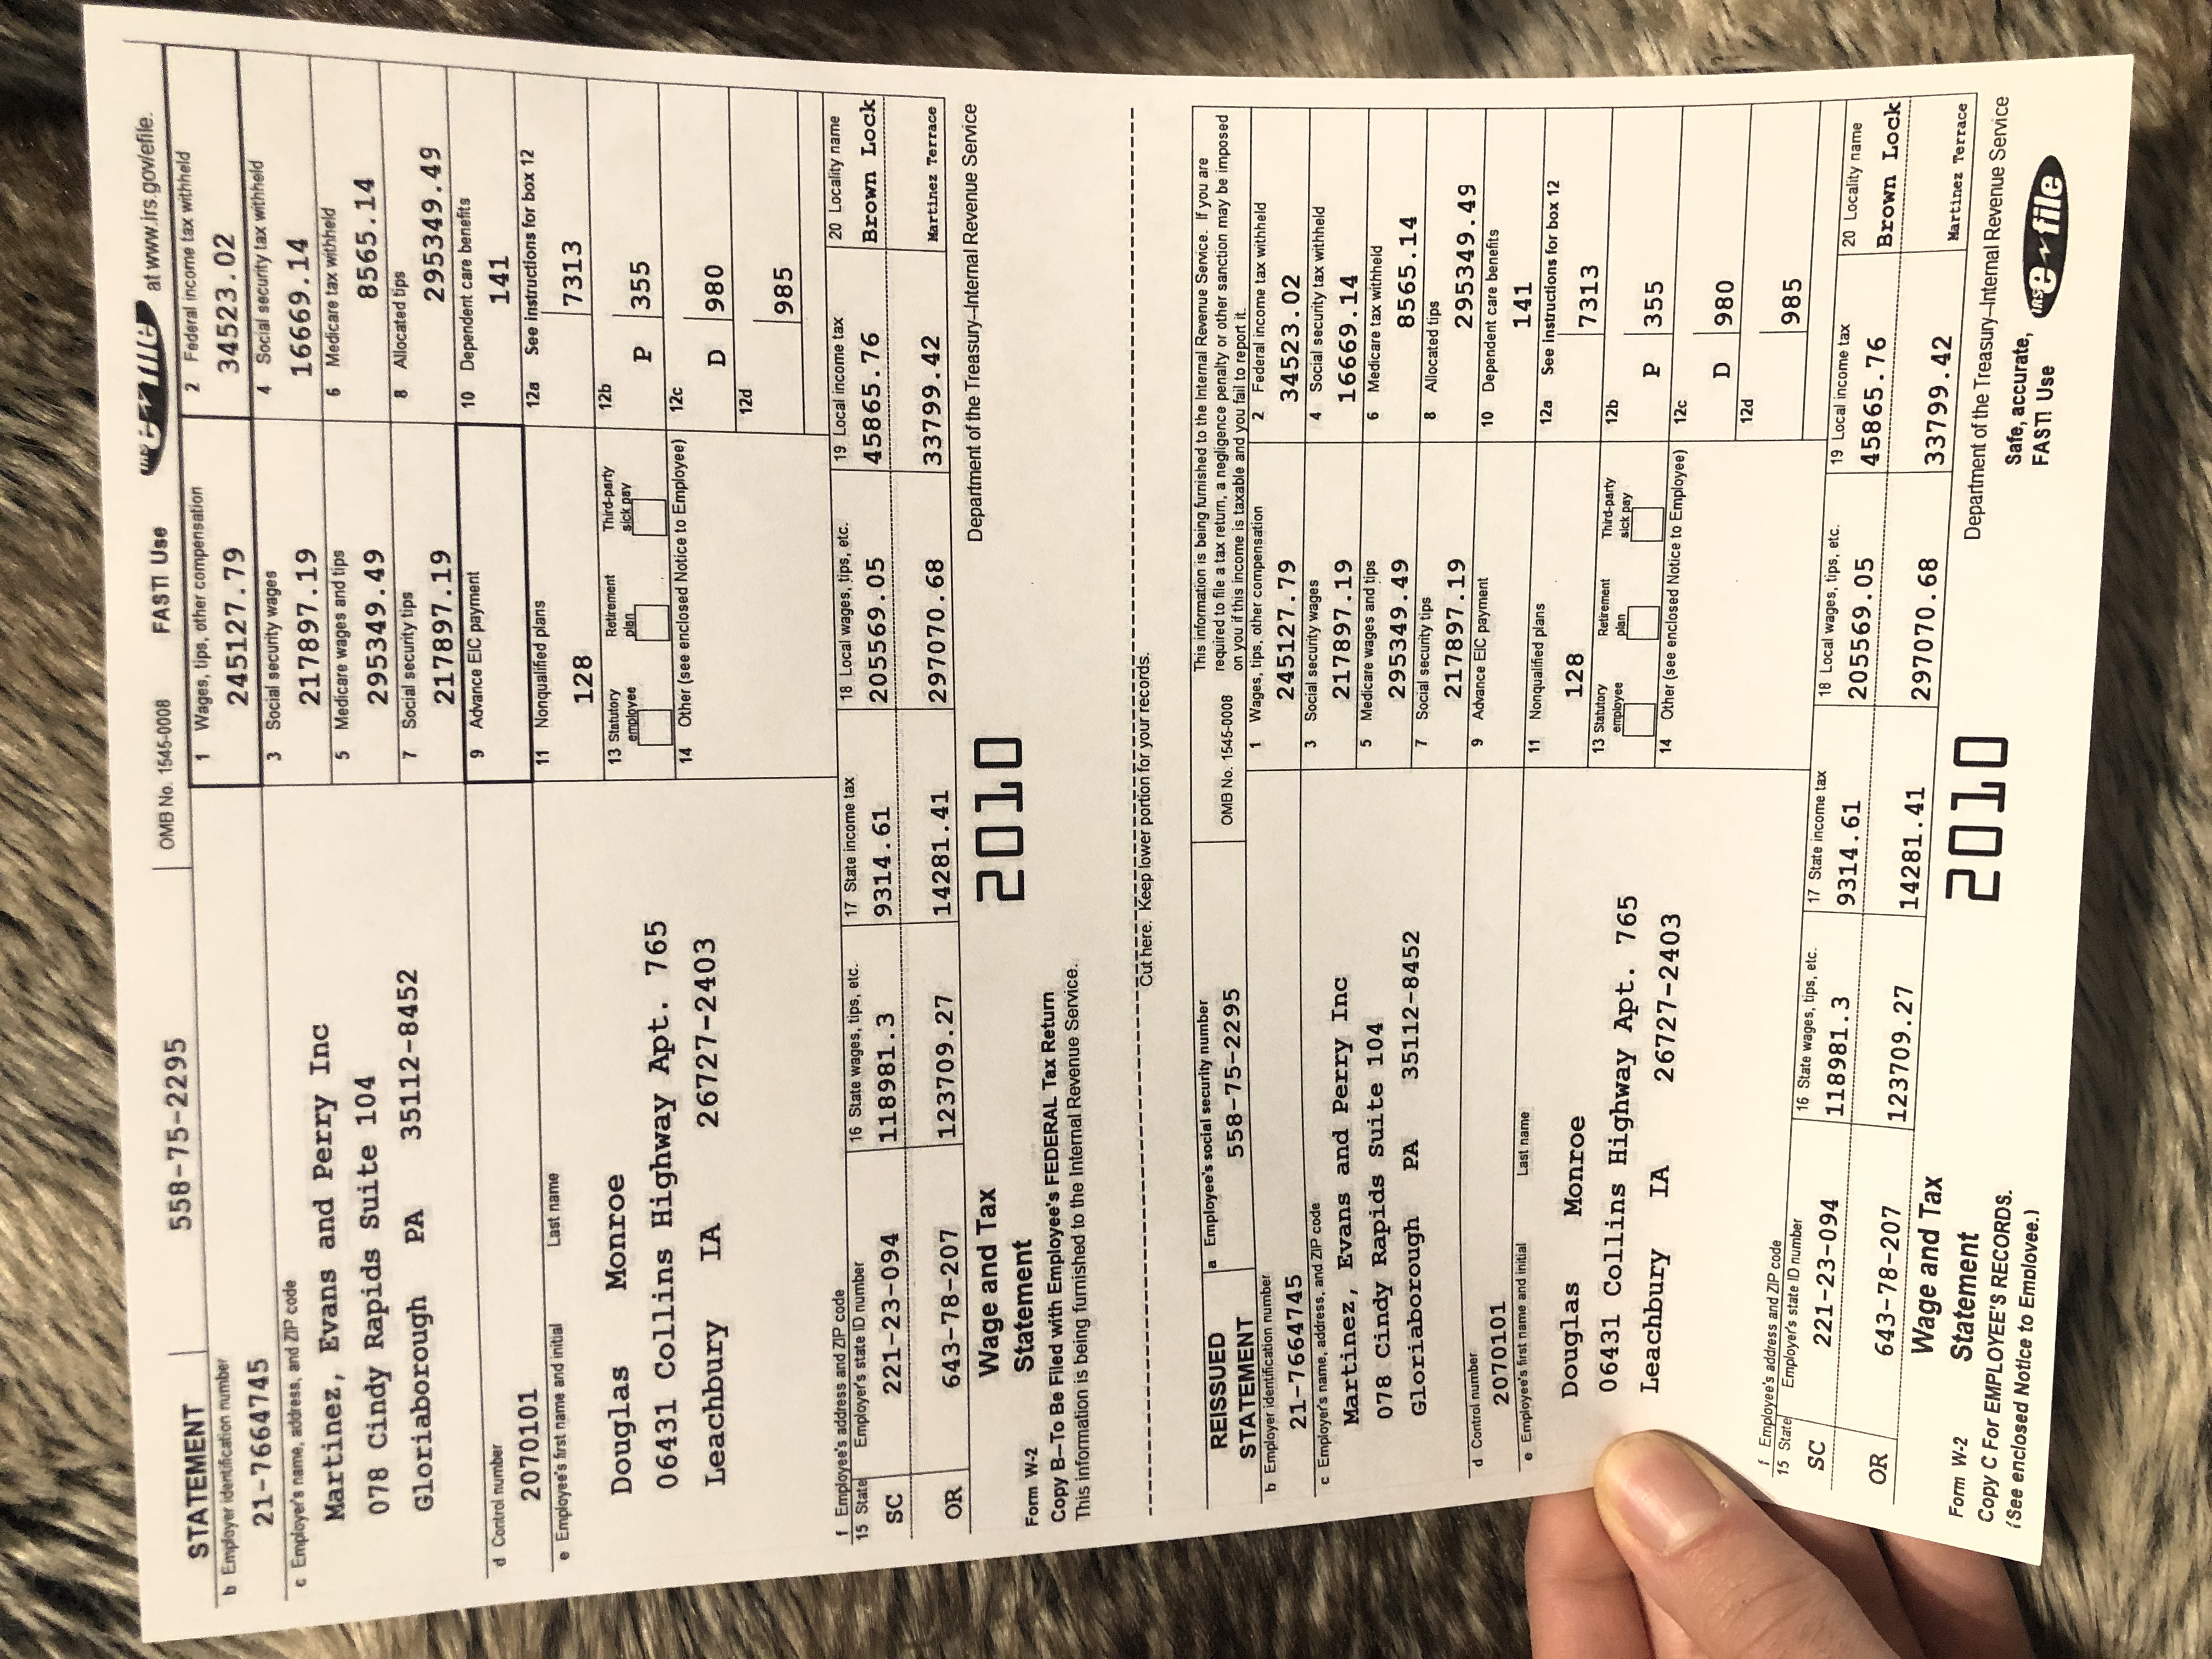 STATEMENT 558-75-2295 OMB No. 1545-0008 FAST! Use e-file at www.irs.gov/efile.
b Employer identification number
21-7664745
1 Wages, tips, other compensation
245127.79
2 Federal income tax withheld
34523.02
c Employer's name, address, and ZIP code
Martinez, Evans and Perry Inc
078 Cindy Rapids Suite 104
Gloriaborough PA 35112-8452
3 Social security wages
217897.19
4 Social security tax withheld
16669.14
5 Medicare wages and tips
295349.49
6 Medicare tax withheld
8565.14
7 Social security tips
217897.19
8 Allocated tips
295349.49
d Control number
2070101
9 Advance EIC payment
10 Dependent care benefits
141
e Employee's first name and initial Last name
Douglas Monroe
06431 Collins Highway Apt. 765
Leachbury IA 26727-2403
11 Nonqualified plans
128
12a See instructions for box 12
7313
13 Statutory employee Retirement plan Third-party sick pay
12b
P 355
14 Other (see enclosed Notice to Employee)
12c
D 980
12d
985
f Employee's address and ZIP code
15 State Employer's state ID number 16 State wages, tips, etc. 17 State income tax 18 Local wages, tips, etc. 19 Local income tax 20 Locality name
SC 221-23-094 118981.3 9314.61 205569.05 45865.76 Brown Lock
OR 643-78-207 123709.27 14281.41 297070.68 33799.42 Martinez Terrace
Wage and Tax
Form W-2 Statement 2010 Department of the Treasury--Internal Revenue Service
Copy B--To Be Filed with Employee's FEDERAL Tax Return
This information is being furnished to the Internal Revenue Service.
Cut here. Keep lower portion for your records.
REISSUED
STATEMENT
a Employee's social security number
558-75-2295
OMB No. 1545-0008
This information is being furnished to the Internal Revenue Service. If you are
required to file a tax return, a negligence penalty or other sanction may be imposed
on you if this income is taxable and you fail to report it.
b Employer identification number
21-7664745
1 Wages, tips, other compensation
245127.79
2 Federal income tax withheld
34523.02
c Employer's name, address, and ZIP code
Martinez, Evans and Perry Inc
078 Cindy Rapids Suite 104
Gloriaborough PA 35112-8452
3 Social security wages
217897.19
4 Social security tax withheld
16669.14
5 Medicare wages and tips
295349.49
6 Medicare tax withheld
8565.14
7 Social security tips
217897.19
8 Allocated tips
295349.49
d Control number
2070101
9 Advance EIC payment
10 Dependent care benefits
141
e Employee's first name and initial Last name
Douglas Monroe
06431 Collins Highway Apt. 765
Leachbury IA 26727-2403
11 Nonqualified plans
128
12a See instructions for box 12
7313
13 Statutory employee Retirement plan Third-party sick pay
12b
P 355
14 Other (see enclosed Notice to Employee)
12c
D 980
12d
985
f Employee's address and ZIP code
15 State Employer's state ID number 16 State wages, tips, etc. 17 State income tax 18 Local wages, tips, etc. 19 Local income tax 20 Locality name
SC 221-23-094 118981.3 9314.61 205569.05 45865.76 Brown Lock
OR 643-78-207 123709.27 14281.41 297070.68 33799.42 Martinez Terrace
Wage and Tax
Form W-2 Statement 2010 Department of the Treasury--Internal Revenue Service
Copy C For EMPLOYEE'S RECORDS.
(See enclosed Notice to Employee.)
Safe, accurate,
FAST! Use IRS e-file